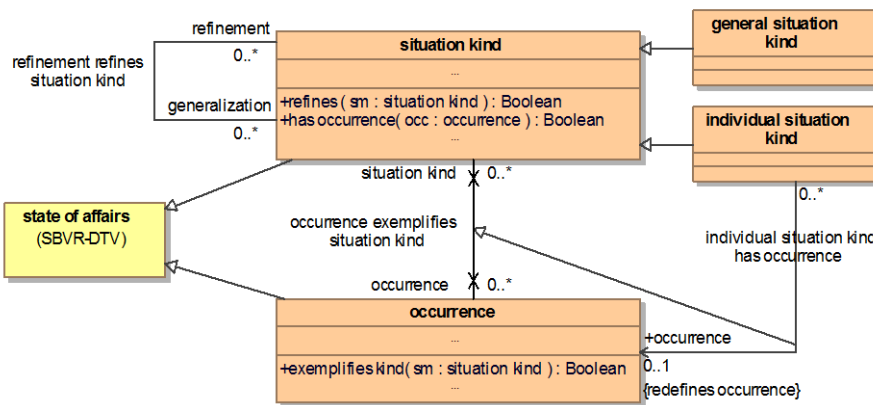 refinement
0..*
refinement refines
situation kind
generalization
0..*
situation kind
...
+refines( sm : situation kind ) : Boolean
+has occurrence( occ : occurrence ) : Boolean
...
general situation
kind
individual situation
kind
situation kind
0..*
0..*
state of affairs
(SBVR-DTV)
occurrence exemplifies
situation kind
individual situation kind
has occurrence
occurrence
0..*
occurrence
...
+exemplifies kind( sm : situation kind ) : Boolean
...
+occurrence
0..1
{redefines occurrence}